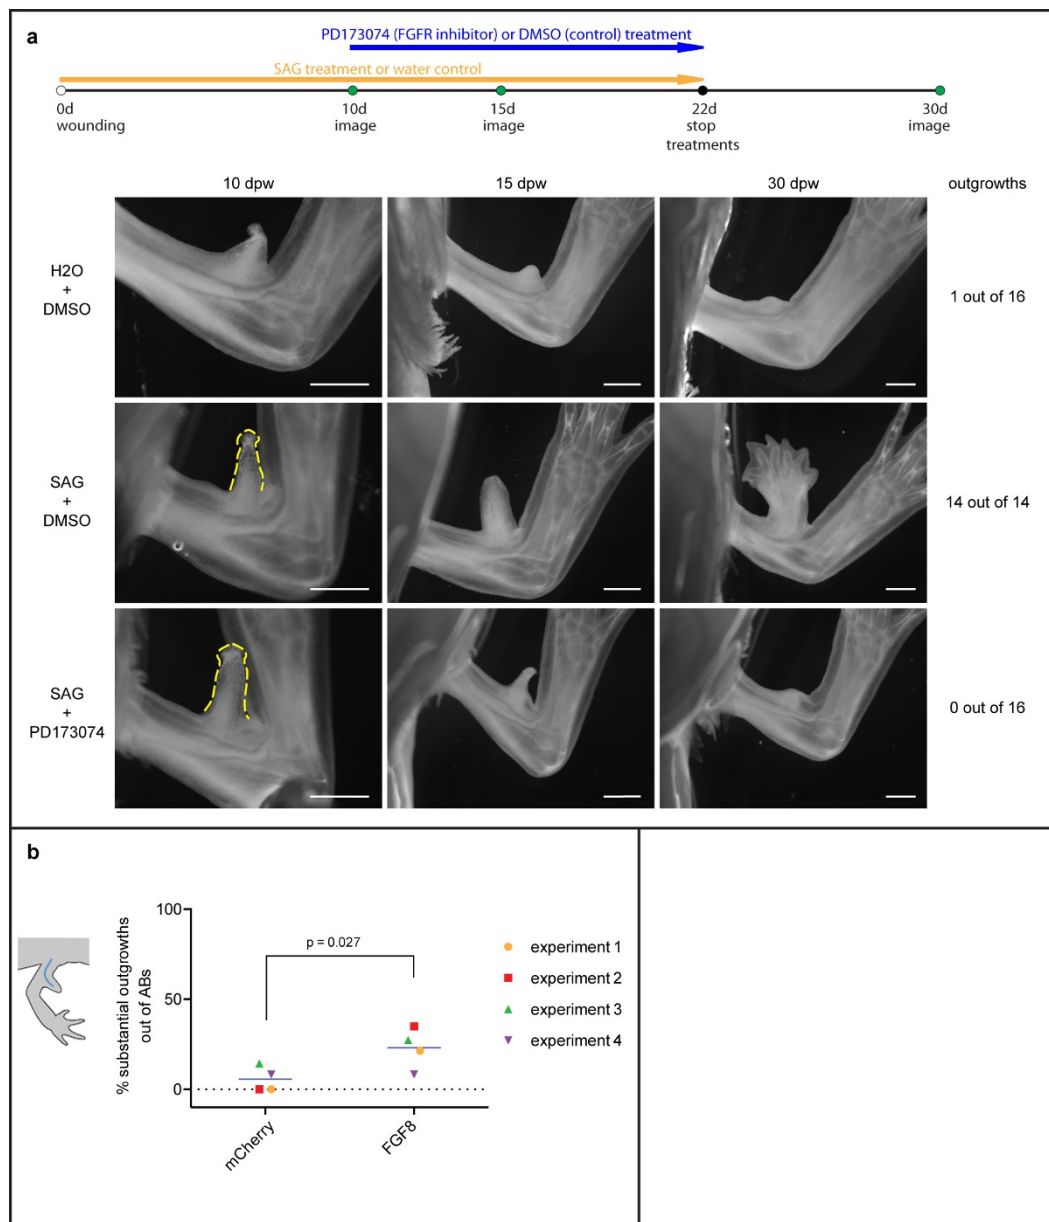 a
PD173074 (FGFR inhibitor) or DMSO (control) treatment
SAG treatment or water control
0d
wounding
10d
image
15d
image
22d
stop
treatments
30d
image
10 dpw
15 dpw
30 dpw
outgrowths
H2O
+
DMSO
1 out of 16
SAG
+
DMSO
14 out of 14
SAG
+
PD173074
0 out of 16
b
% substantial outgrowths
out of ABs
100
50
0
p = 0.027
mCherry
FGF8
experiment 1
experiment 2
experiment 3
experiment 4